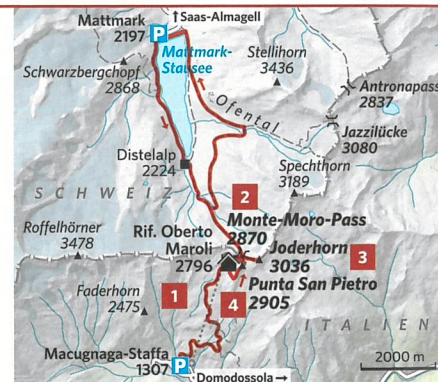 Mattmark
2197
P
↑Saas-Almagell
Mattmark-
Stausee
Stellihorn
3436
Schwarzbergchopf
2868
Antronapass
2837
Ofental
Jazzilücke
3080
Distelalp
2224
Spechthorn
3189
SCHWEIZ
2
Roffelhörner
3478
Rif. Oberto
Maroli
2796
Monte-Moro-Pass
2870
Joderhorn
3036
3
Punta San Pietro
2905
1
4
Faderhorn
2475
ITALIEN
Macugnaga-Staffa
1307
P
2000 m
Domodossola→